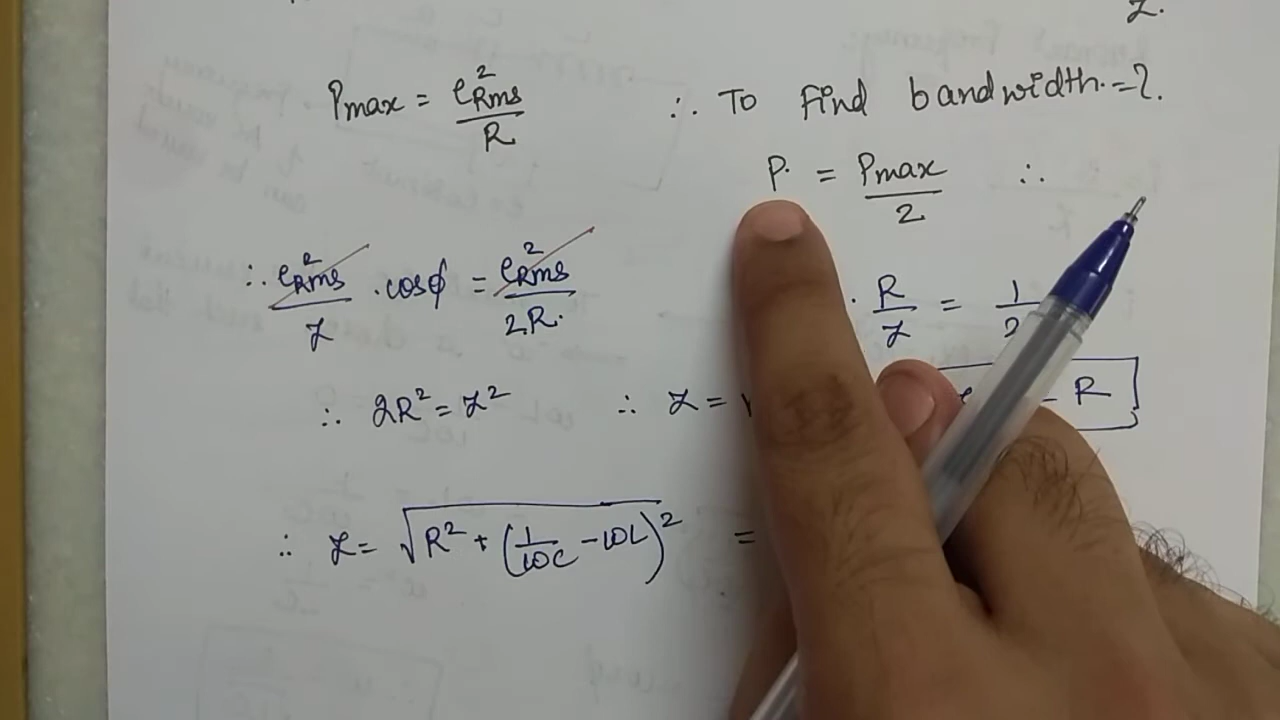 Z.
Pmax = e²Rms / R ∴ To Find bandwidth.=?.
P. = Pmax / 2 ∴
∴ e²Rms / Z . cosϕ = e²Rms / 2R. . R / Z = 1 / 2
∴ 2R² = Z² ∴ Z = R
∴ Z = √R² + (1/ωC - ωL)² =